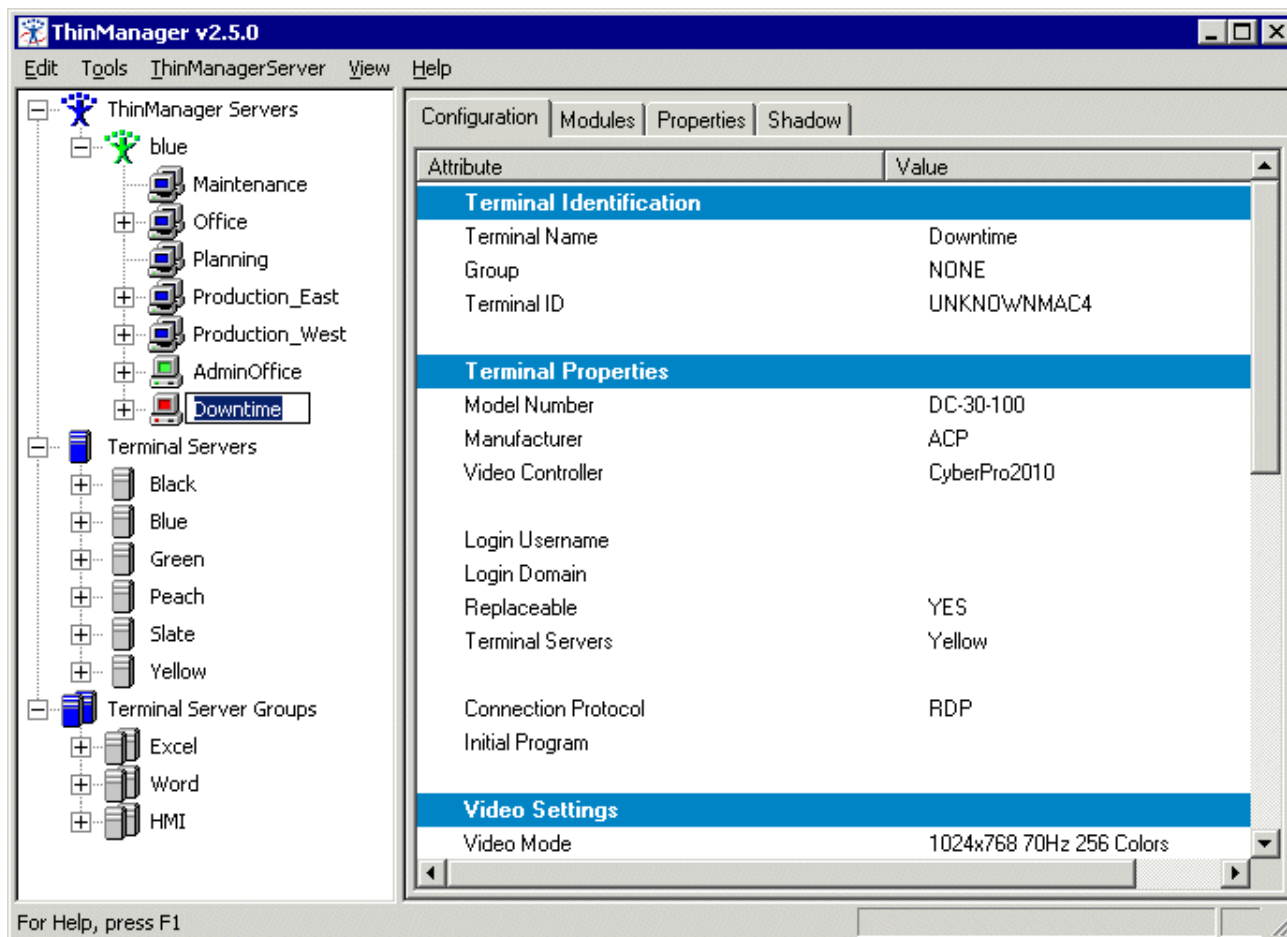 ThinManager v2.5.0
Edit Tools ThinManagerServer View Help
ThinManager Servers
blue
Maintenance
Office
Planning
Production_East
Production_West
AdminOffice
Downtime
Terminal Servers
Black
Blue
Green
Peach
Slate
Yellow
Terminal Server Groups
Excel
Word
HMI
Configuration Modules Properties Shadow
Attribute Value
Terminal Identification
Terminal Name Downtime
Group NONE
Terminal ID UNKNOWNMAC4
Terminal Properties
Model Number DC-30-100
Manufacturer ACP
Video Controller CyberPro2010
Login Username
Login Domain
Replaceable YES
Terminal Servers Yellow
Connection Protocol RDP
Initial Program
Video Settings
Video Mode 1024x768 70Hz 256 Colors
For Help, press F1